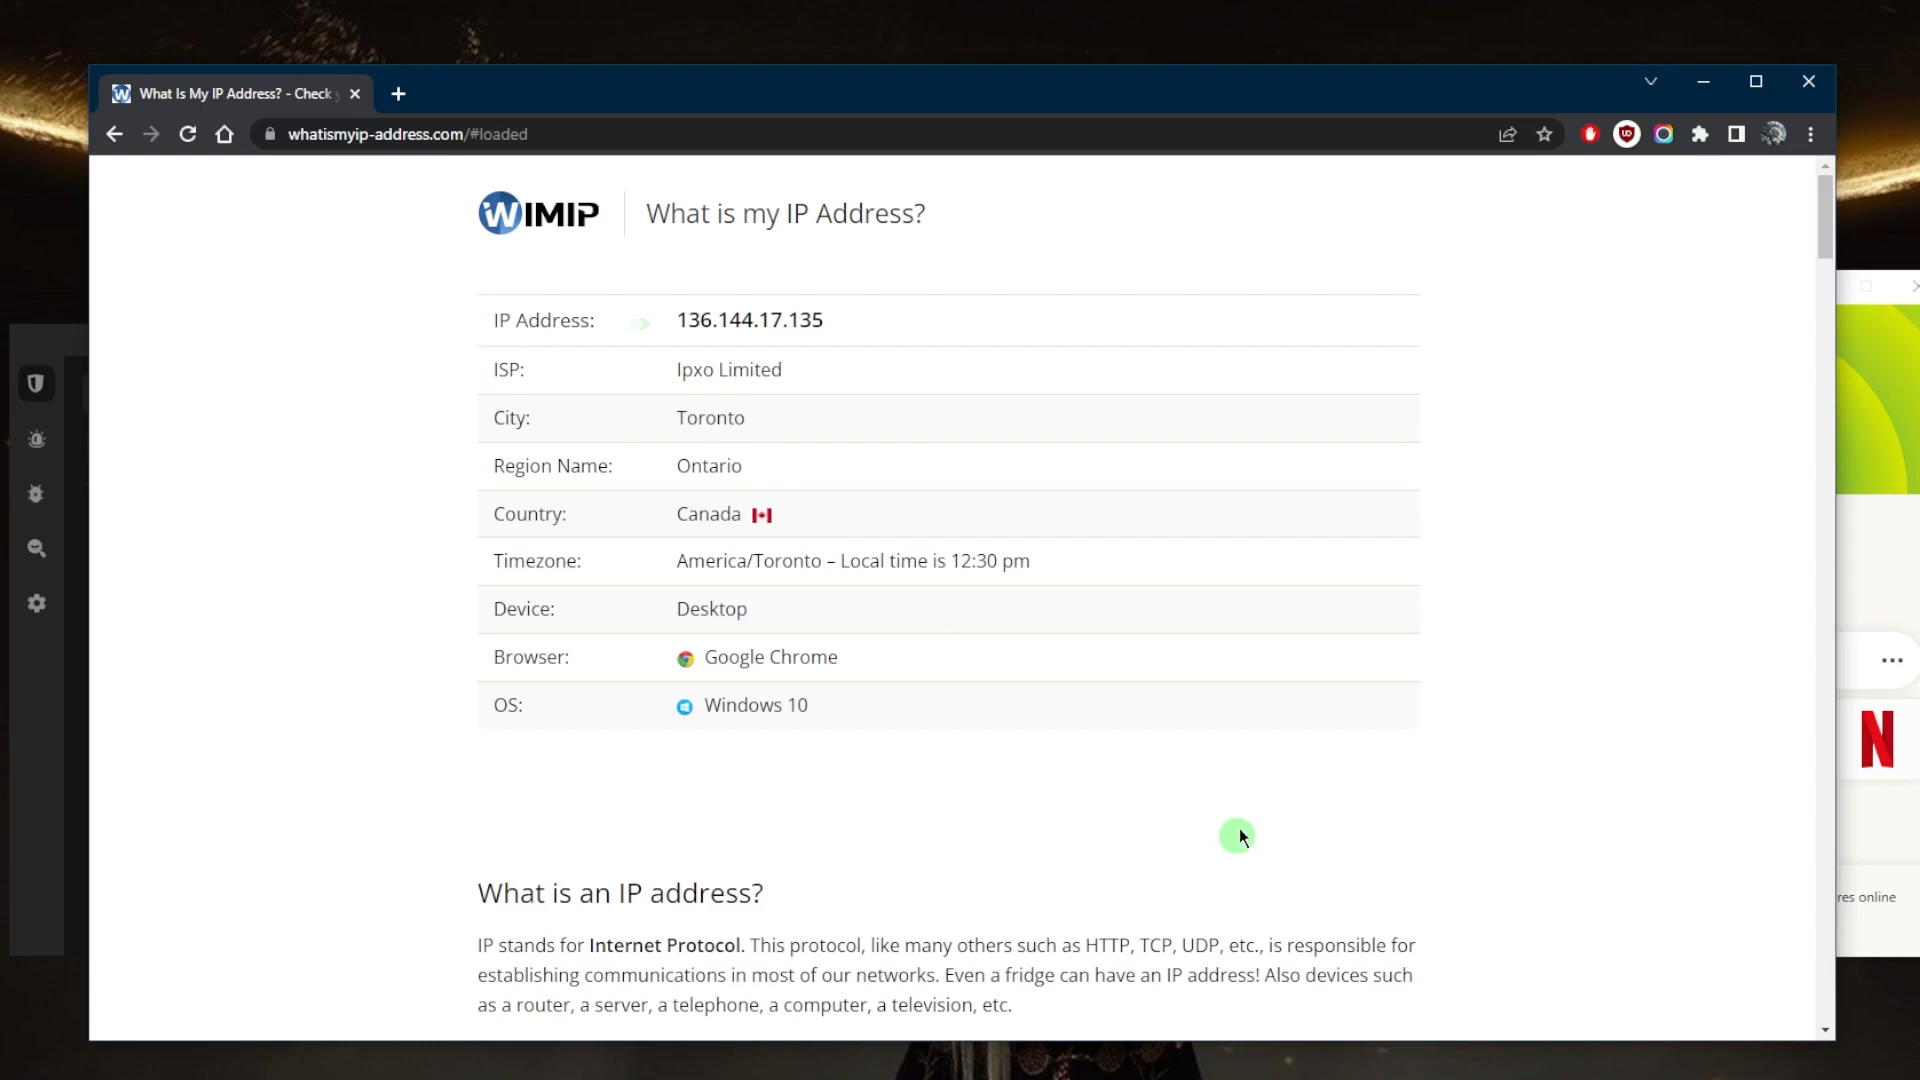 What Is My IP Address? - Check
whatismyip-address.com/#loaded
WIMIP
What is my IP Address?
IP Address: 136.144.17.135
ISP: Ipxo Limited
City: Toronto
Region Name: Ontario
Country: Canada
Timezone: America/Toronto – Local time is 12:30 pm
Device: Desktop
Browser: Google Chrome
OS: Windows 10
N
res online
What is an IP address?
IP stands for Internet Protocol. This protocol, like many others such as HTTP, TCP, UDP, etc., is responsible for
establishing communications in most of our networks. Even a fridge can have an IP address! Also devices such
as a router, a server, a telephone, a computer, a television, etc.